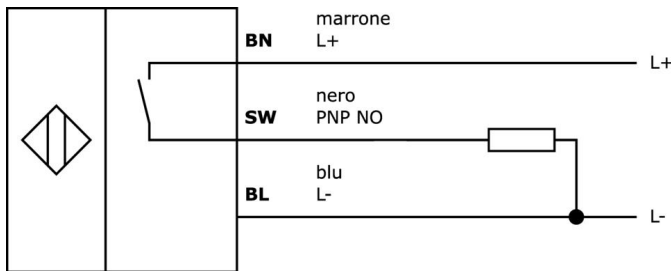 marrone
BN L+
L+
nero
SW PNP NO
blu
BL L-
L-